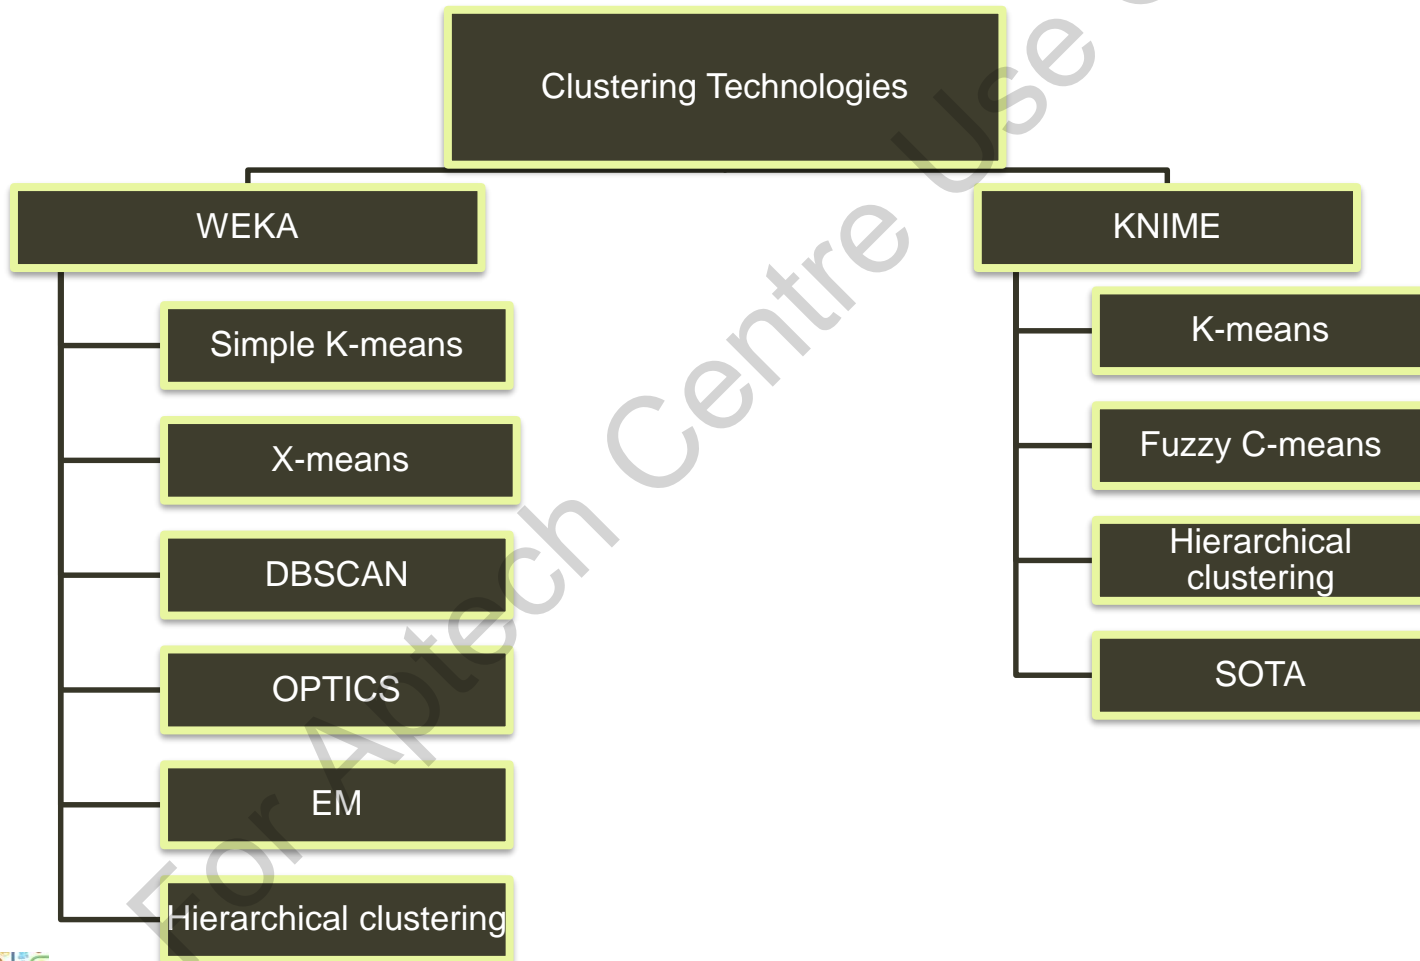 Clustering Technologies
WEKA
KNIME
Simple K-means
X-means
DBSCAN
OPTICS
EM
Hierarchical clustering
K-means
Fuzzy C-means
Hierarchical
clustering
SOTA
For Aptech Centre Use